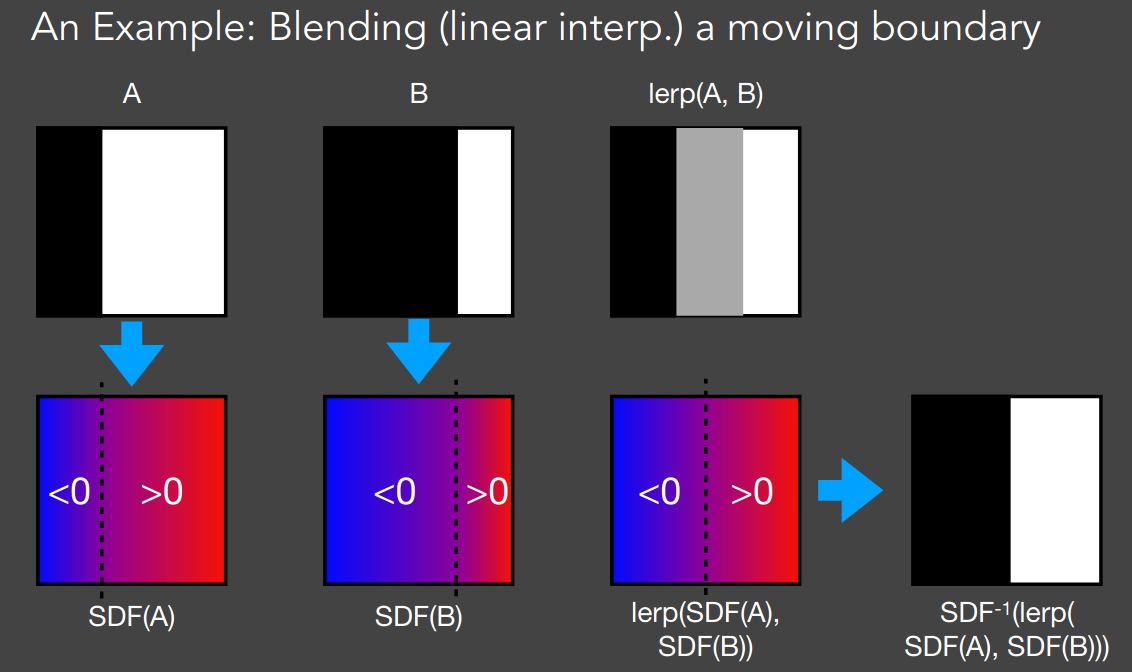 An Example: Blending (linear interp.) a moving boundary
A
B
lerp(A, B)
<0
>0
<0
>0
<0
>0
SDF(A)
SDF(B)
lerp(SDF(A),
SDF(B))
SDF⁻¹(lerp(
SDF(A), SDF(B)))